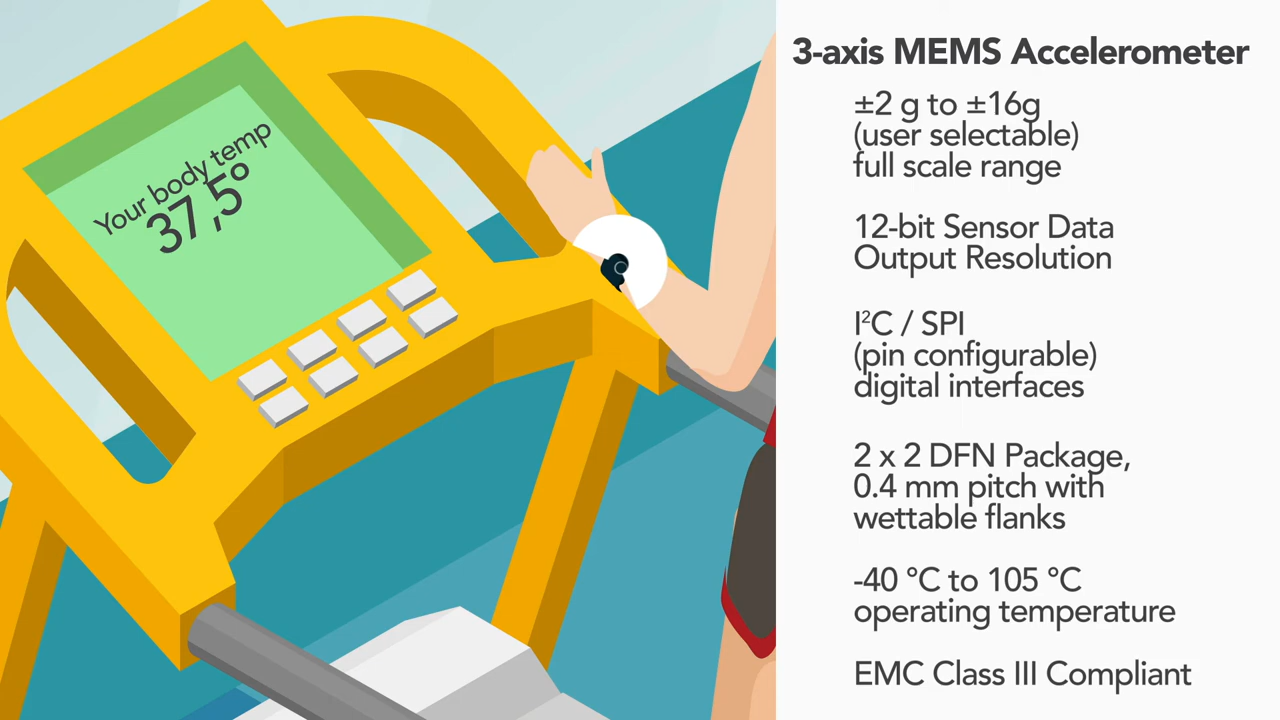 Your body temp
37,5°
3-axis MEMS Accelerometer
±2 g to ±16g
(user selectable)
full scale range
12-bit Sensor Data
Output Resolution
I²C / SPI
(pin configurable)
digital interfaces
2 x 2 DFN Package,
0.4 mm pitch with
wettable flanks
-40 °C to 105 °C
operating temperature
EMC Class III Compliant